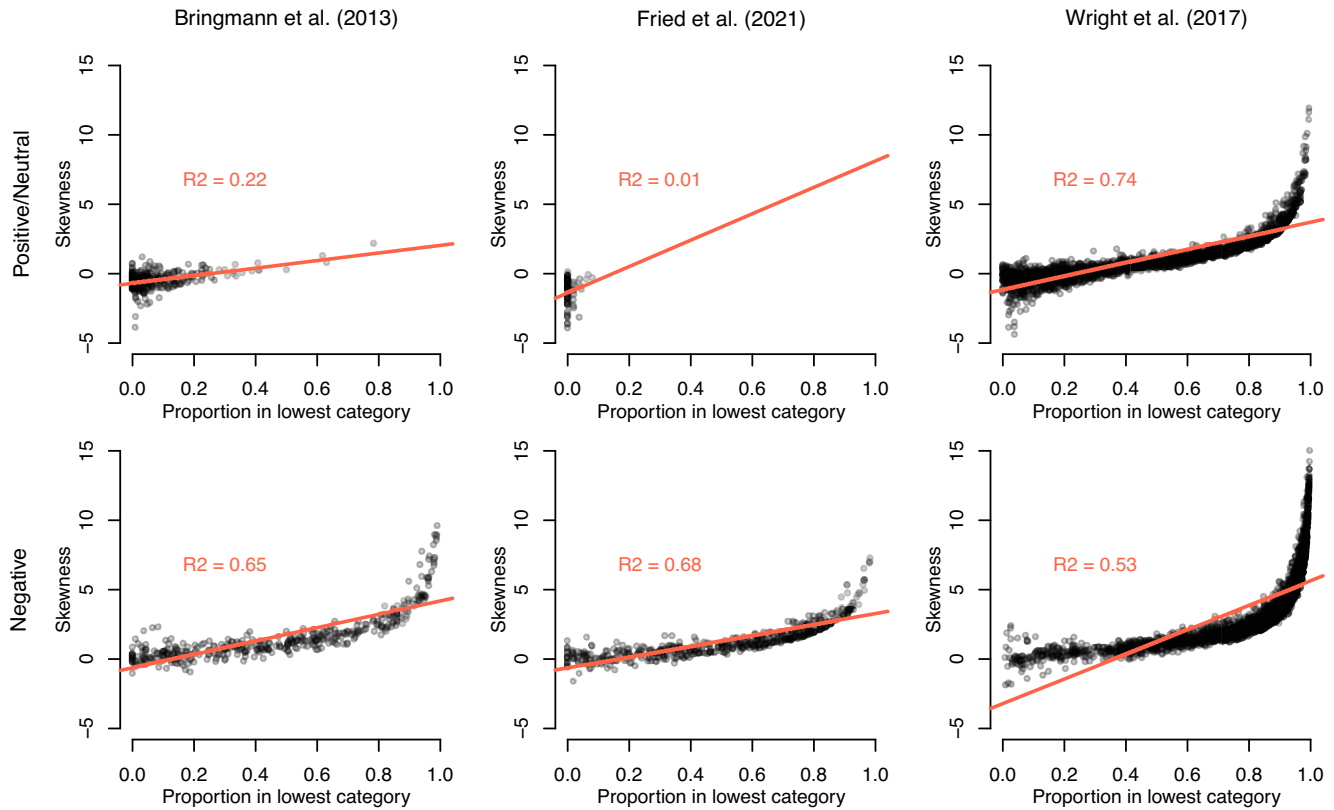 Bringmann et al. (2013)
Fried et al. (2021)
Wright et al. (2017)
Positive/Neutral
Skewness
15
10
5
0
−5
R2 = 0.22
0.0 0.2 0.4 0.6 0.8 1.0
Proportion in lowest category
Skewness
15
10
5
0
−5
R2 = 0.01
0.0 0.2 0.4 0.6 0.8 1.0
Proportion in lowest category
Skewness
15
10
5
0
−5
R2 = 0.74
0.0 0.2 0.4 0.6 0.8 1.0
Proportion in lowest category
Negative
Skewness
15
10
5
0
−5
R2 = 0.65
0.0 0.2 0.4 0.6 0.8 1.0
Proportion in lowest category
Skewness
15
10
5
0
−5
R2 = 0.68
0.0 0.2 0.4 0.6 0.8 1.0
Proportion in lowest category
Skewness
15
10
5
0
−5
R2 = 0.53
0.0 0.2 0.4 0.6 0.8 1.0
Proportion in lowest category